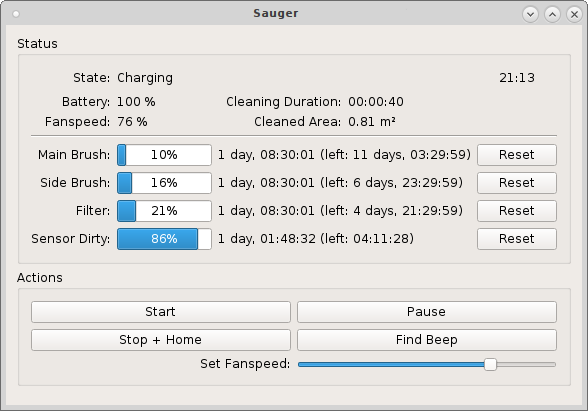 Sauger
Status
State: Charging 21:13
Battery: 100 % Cleaning Duration: 00:00:40
Fanspeed: 76 % Cleaned Area: 0.81 m²
Main Brush: 10% 1 day, 08:30:01 (left: 11 days, 03:29:59) Reset
Side Brush: 16% 1 day, 08:30:01 (left: 6 days, 23:29:59) Reset
Filter: 21% 1 day, 08:30:01 (left: 4 days, 21:29:59) Reset
Sensor Dirty: 86% 1 day, 01:48:32 (left: 04:11:28) Reset
Actions
Start Pause
Stop + Home Find Beep
Set Fanspeed: